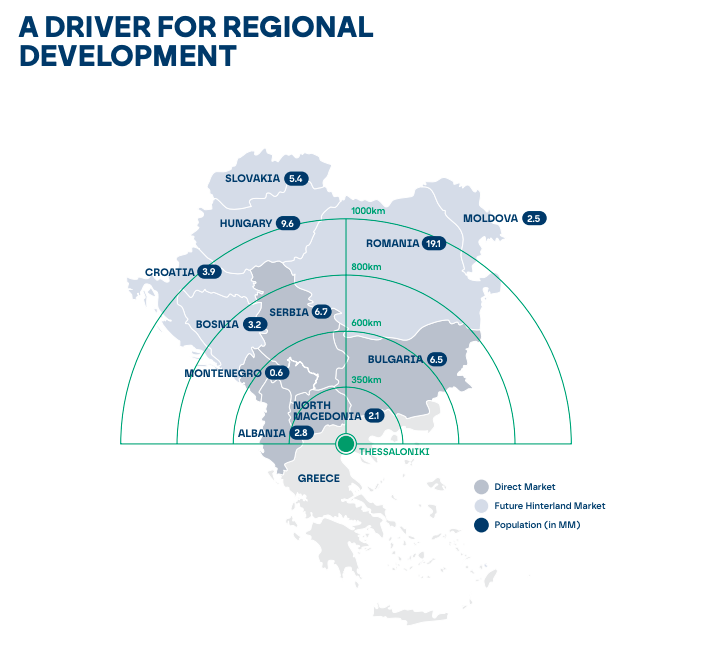 A DRIVER FOR REGIONAL
DEVELOPMENT
SLOVAKIA 5.4
1000km
MOLDOVA 2.5
HUNGARY 9.6
ROMANIA 19.1
800km
CROATIA 3.9
SERBIA 6.7
600km
BOSNIA 3.2
BULGARIA 6.5
MONTENEGRO 0.6
350km
NORTH
MACEDONIA 2.1
ALBANIA 2.8
THESSALONIKI
GREECE
Direct Market
Future Hinterland Market
Population (in MM)